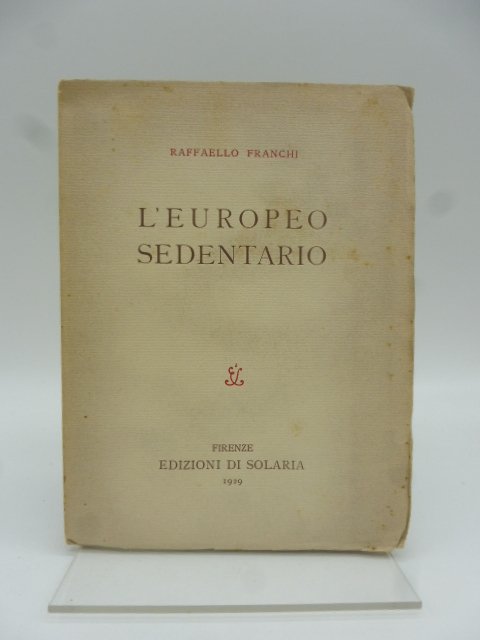 RAFFAELLO FRANCHI
L'EUROPEO
SEDENTARIO
FIRENZE
EDIZIONI DI SOLARIA
1929